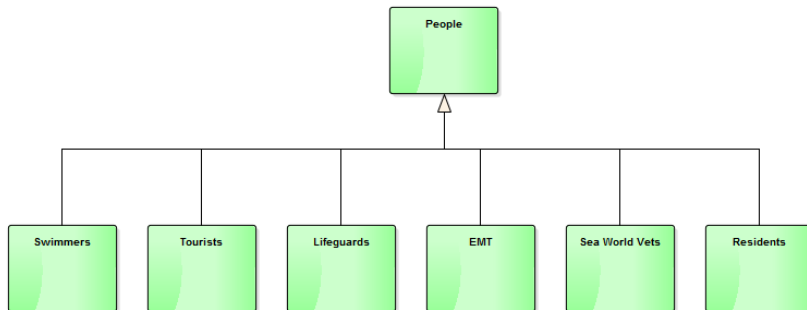 People
Swimmers
Tourists
Lifeguards
EMT
Sea World Vets
Residents